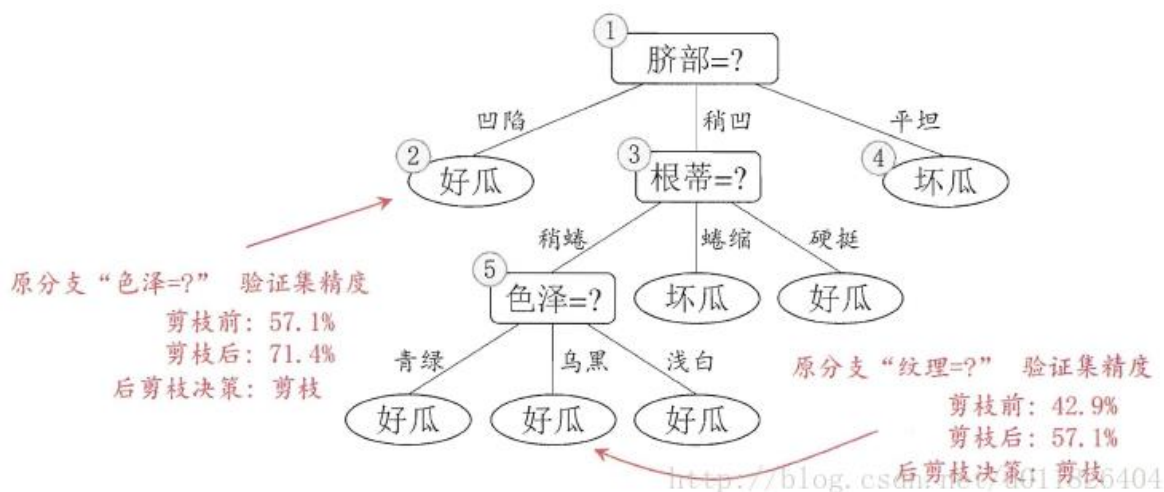 ①
脐部=?
凹陷 稍凹 平坦
② ③ ④
好瓜 根蒂=? 坏瓜
稍蜷 蜷缩 硬挺
⑤
色泽=? 坏瓜 好瓜
原分支“色泽=?” 验证集精度
剪枝前: 57.1%
剪枝后: 71.4%
后剪枝决策: 剪枝
青绿 乌黑 浅白
好瓜 好瓜 好瓜
原分支“纹理=?” 验证集精度
剪枝前: 42.9%
剪枝后: 57.1%
后剪枝决策: 剪枝